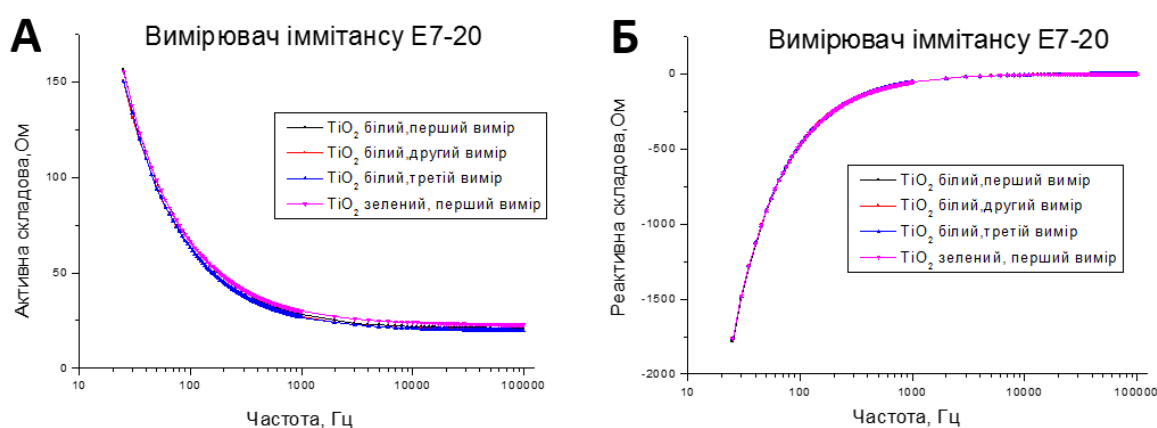 А
Вимірювач іммітансу Е7-20
150
100
50
0
Активна складова,Ом
TiO2 білий,перший вимір
TiO2 білий,другий вимір
TiO2 білий,третій вимір
TiO2 зелений, перший вимір
10
100
1000
10000
100000
Частота, Гц
Б
Вимірювач іммітансу Е7-20
0
-500
-1000
-1500
-2000
Реактивна складова,Ом
TiO2 білий,перший вимір
TiO2 білий,другий вимір
TiO2 білий,третій вимір
TiO2 зелений, перший вимір
10
100
1000
10000
100000
Частота, Гц